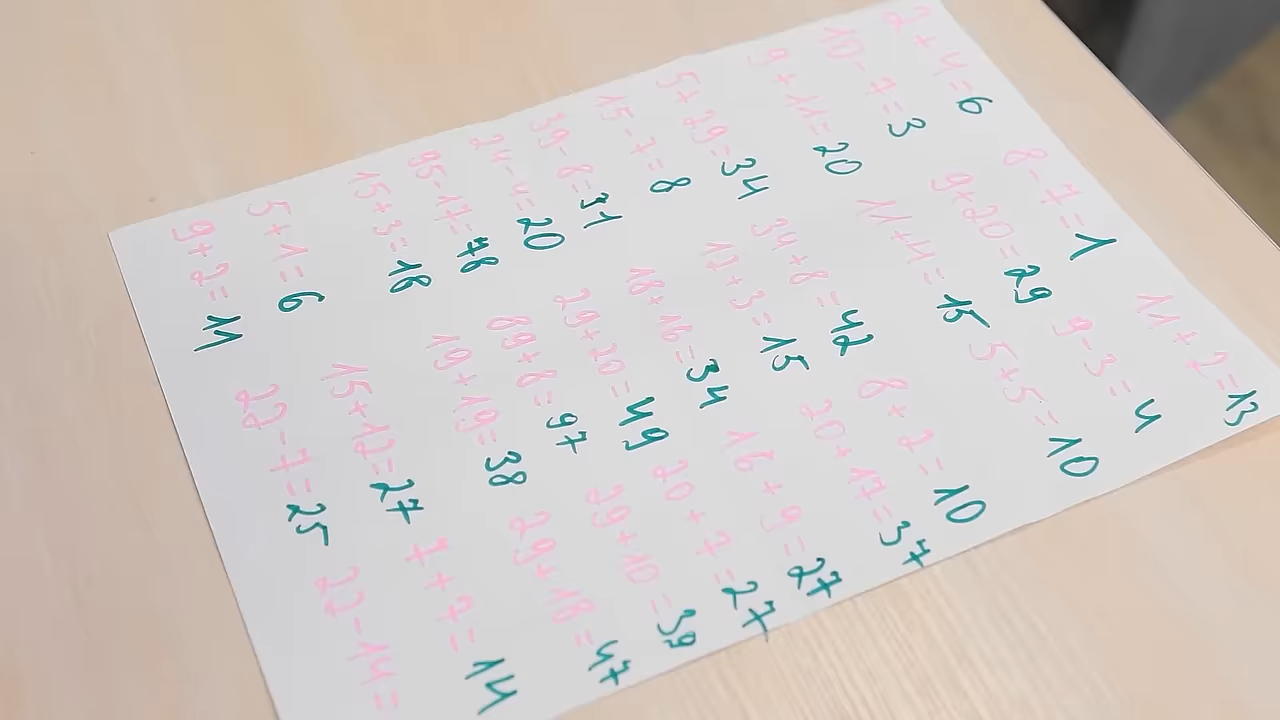 2+4=6 8-7=1 11+2=13
10-7=3 9+20=29 9-3=4
9+11=20 11+4=15 5+5=10
5+29=34 34+8=42 8+2=10
15-7=8 12+3=15 20+17=37
39-8=31 18+16=34 16+9=27
24-4=20 29+20=49 20+7=27
95-17=78 89+8=97 29+10=39
15+3=18 19+19=38 29+18=47
5+1=6 15+12=27 7+7=14
9+2=11 22-7=25 22-14=